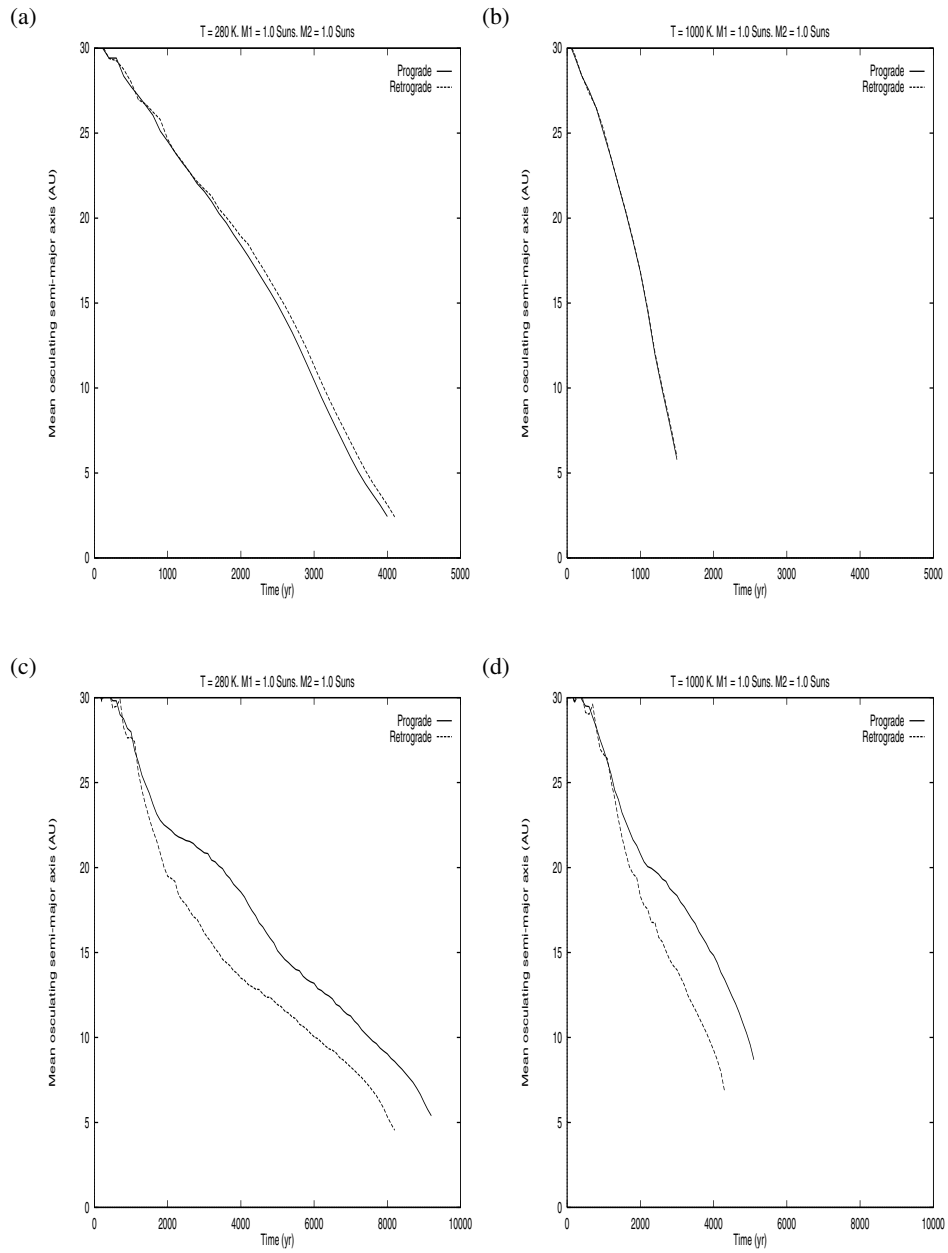 (a)
T = 280 K. M1 = 1.0 Suns. M2 = 1.0 Suns
Prograde
Retrograde
Mean osculating semi-major axis (AU)
30
25
20
15
10
5
0
0 1000 2000 3000 4000 5000
Time (yr)
(b)
T = 1000 K. M1 = 1.0 Suns. M2 = 1.0 Suns
Prograde
Retrograde
Mean osculating semi-major axis (AU)
30
25
20
15
10
5
0
0 1000 2000 3000 4000 5000
Time (yr)
(c)
T = 280 K. M1 = 1.0 Suns. M2 = 1.0 Suns
Prograde
Retrograde
Mean osculating semi-major axis (AU)
30
25
20
15
10
5
0
0 2000 4000 6000 8000 10000
Time (yr)
(d)
T = 1000 K. M1 = 1.0 Suns. M2 = 1.0 Suns
Prograde
Retrograde
Mean osculating semi-major axis (AU)
30
25
20
15
10
5
0
0 2000 4000 6000 8000 10000
Time (yr)